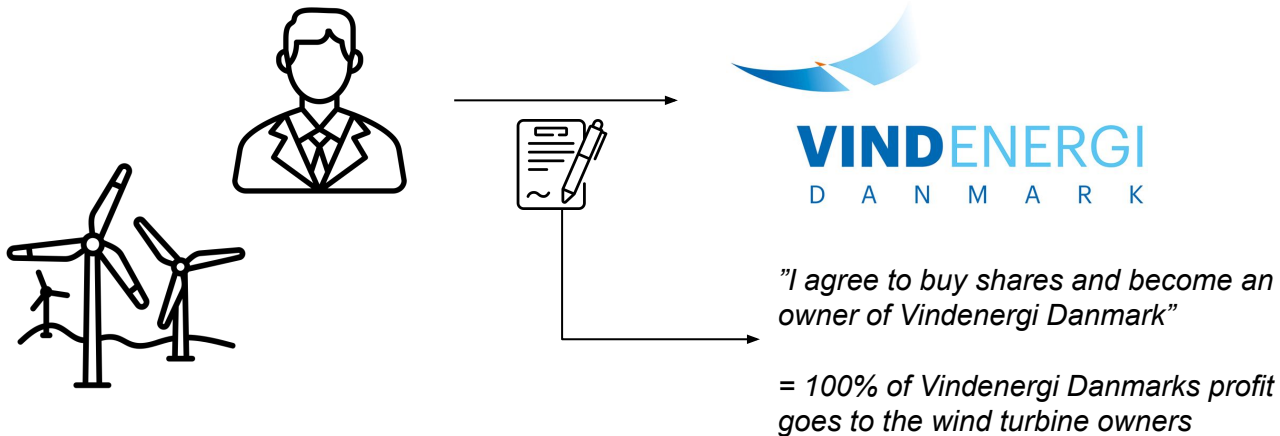 VINDENERGI
DANMARK
”I agree to buy shares and become an
owner of Vindenergi Danmark”
= 100% of Vindenergi Danmarks profit
goes to the wind turbine owners